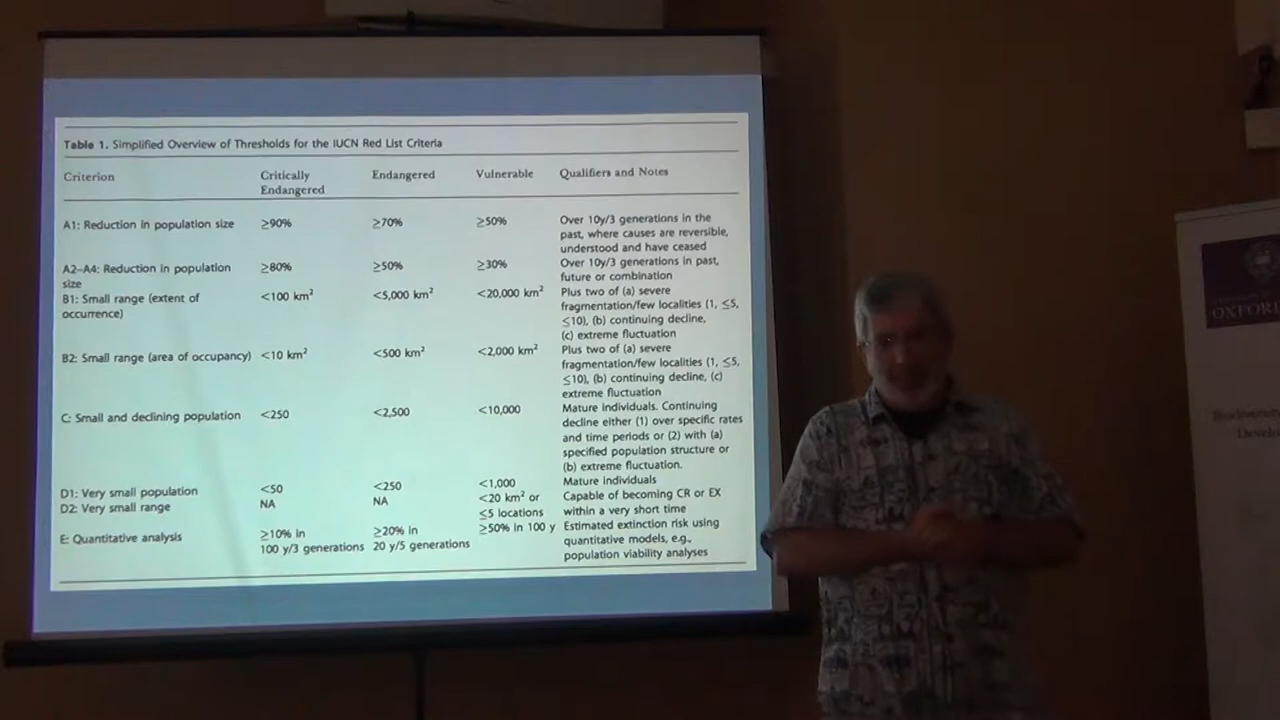 Table 1. Simplified Overview of Thresholds for the IUCN Red List Criteria
Criterion Critically Endangered Endangered Vulnerable Qualifiers and Notes
A1: Reduction in population size ≥90% ≥70% ≥50% Over 10y/3 generations in the
past, where causes are reversible,
understood and have ceased
A2–A4: Reduction in population size ≥80% ≥50% ≥30% Over 10y/3 generations in past,
future or combination
B1: Small range (extent of occurrence) <100 km² <5,000 km² <20,000 km² Plus two of (a) severe
fragmentation/few localities (1, ≤5,
≤10), (b) continuing decline,
(c) extreme fluctuation
B2: Small range (area of occupancy) <10 km² <500 km² <2,000 km² Plus two of (a) severe
fragmentation/few localities (1, ≤5,
≤10), (b) continuing decline, (c)
extreme fluctuation
C: Small and declining population <250 <2,500 <10,000 Mature individuals. Continuing
decline either (1) over specific rates
and time periods or (2) with (a)
specified population structure or
(b) extreme fluctuation.
D1: Very small population <50 <250 <1,000 Mature individuals
D2: Very small range NA NA <20 km² or ≤5 locations Capable of becoming CR or EX
within a very short time
E: Quantitative analysis ≥10% in 100 y/3 generations ≥20% in 20 y/5 generations ≥50% in 100 y Estimated extinction risk using
quantitative models, e.g.,
population viability analyses
OXFOR
Biodiversity
Develo